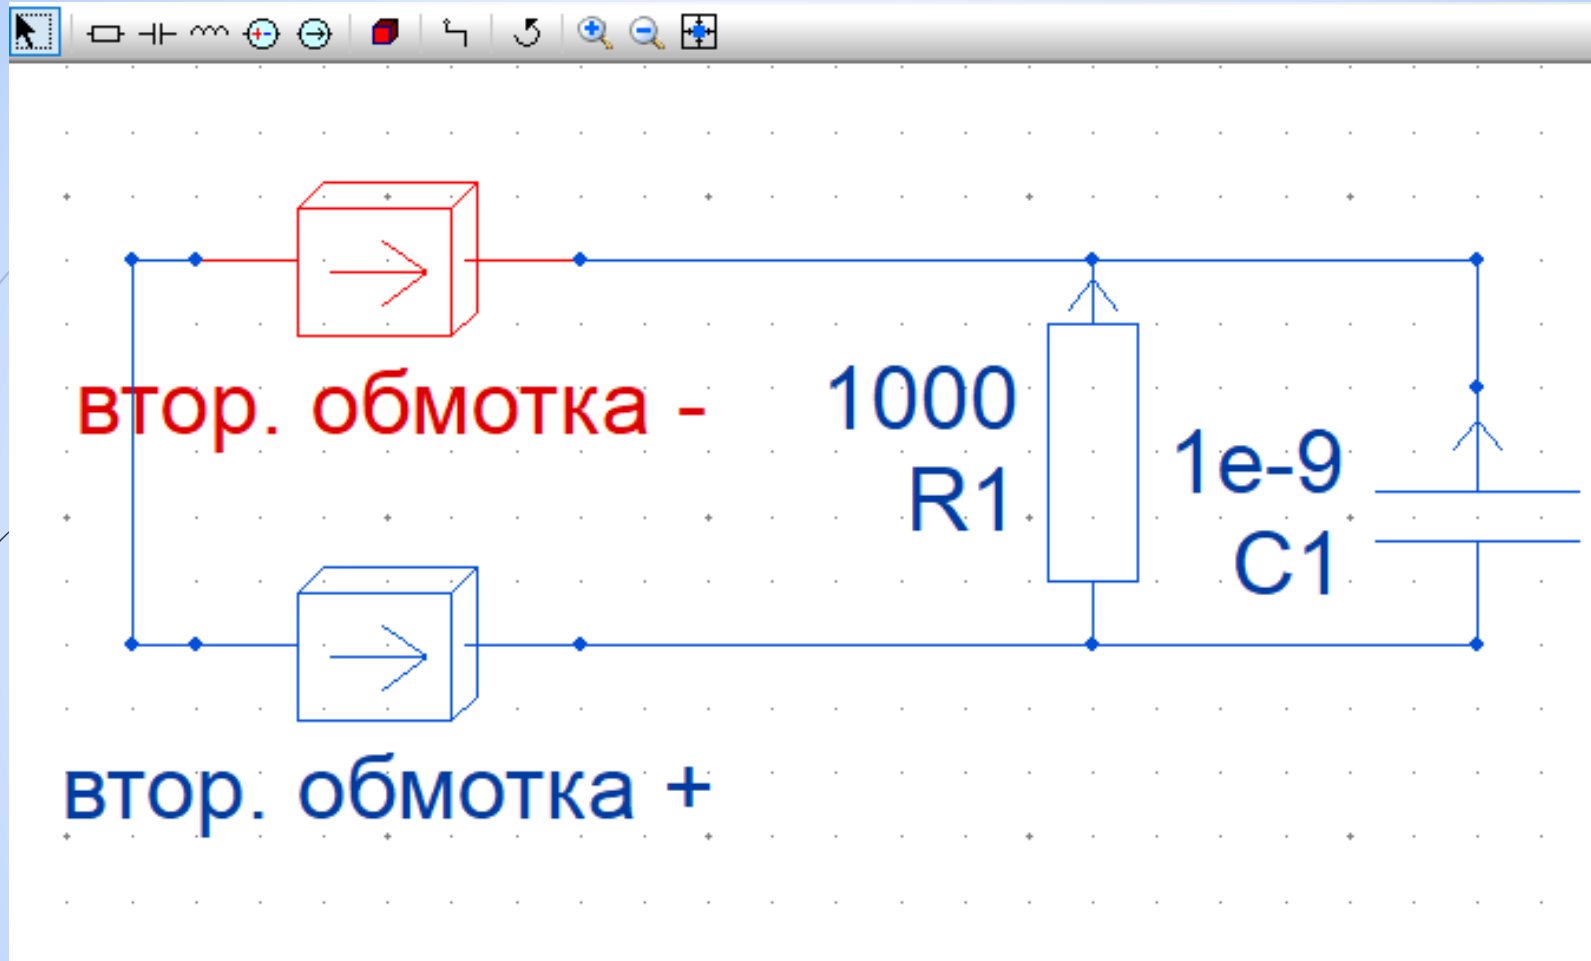 втор. обмотка -
1000
R1
1e-9
C1
втор. обмотка +